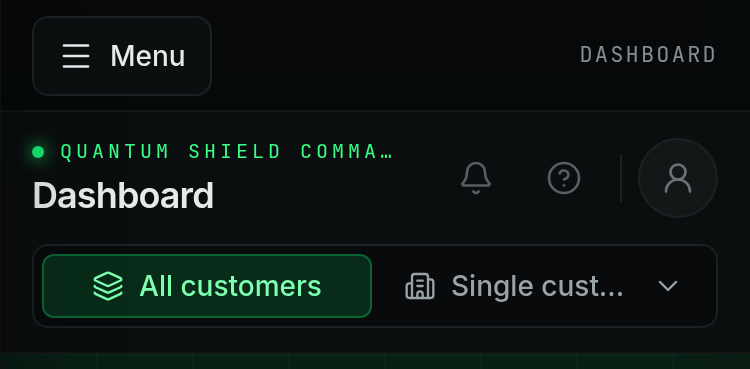 Menu
DASHBOARD
QUANTUM SHIELD COMMA…
Dashboard
All customers
Single cust…